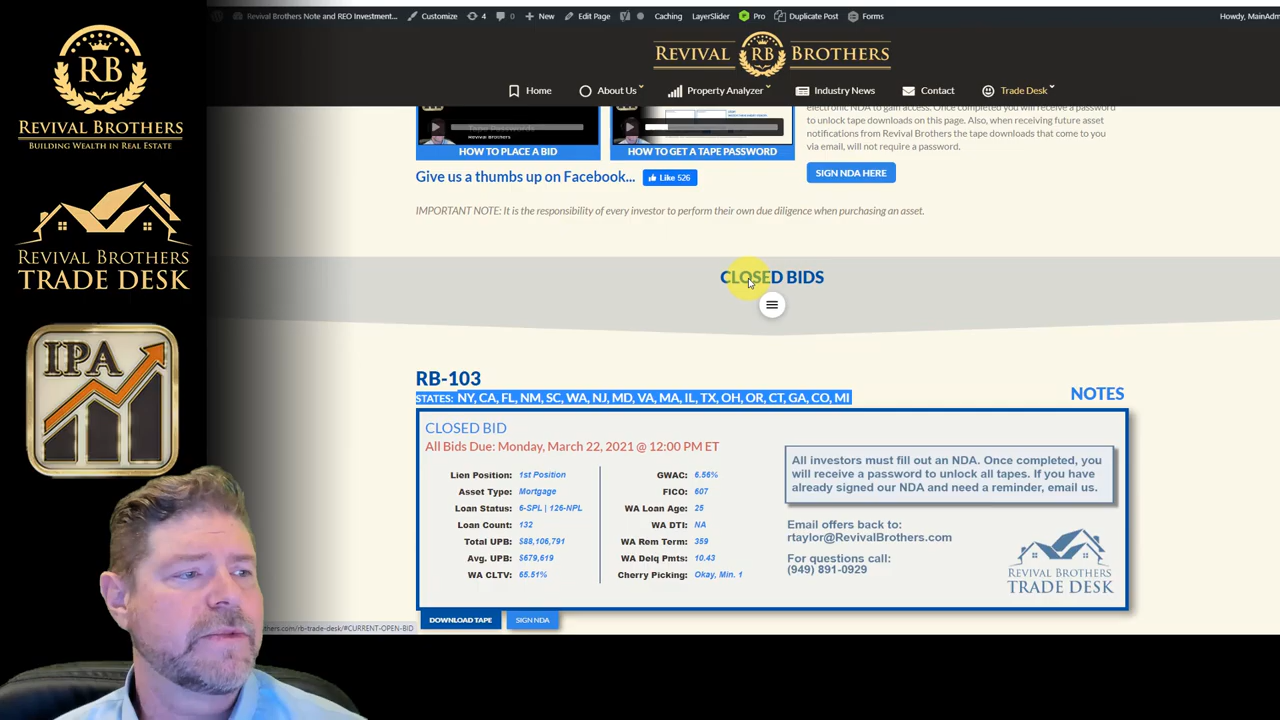 Revival Brothers Note and REO Investment...
Customize
4
0
New
Edit Page
Caching
LayerSlider
Pro
Duplicate Post
Forms
Howdy, MainAdm
RB
REVIVAL BROTHERS
BUILDING WEALTH IN REAL ESTATE
REVIVAL BROTHERS
TRADE DESK
IPA
REVIVAL RB BROTHERS
Home
About Us
Property Analyzer
Industry News
Contact
Trade Desk
electronic NDA to gain access. Once completed you will receive a password
to unlock tape downloads on this page. Also, when receiving future asset
notifications from Revival Brothers the tape downloads that come to you
via email, will not require a password.
SIGN NDA HERE
HOW TO PLACE A BID
HOW TO GET A TAPE PASSWORD
Give us a thumbs up on Facebook...
Like 526
IMPORTANT NOTE: It is the responsibility of every investor to perform their own due diligence when purchasing an asset.
CLOSED BIDS
RB-103
STATES: NY, CA, FL, NM, SC, WA, NJ, MD, VA, MA, IL, TX, OH, OR, CT, GA, CO, MI
NOTES
CLOSED BID
All Bids Due: Monday, March 22, 2021 @ 12:00 PM ET
Lien Position: 1st Position
Asset Type: Mortgage
Loan Status: 6-SPL | 126-NPL
Loan Count: 132
Total UPB: $88,106,791
Avg. UPB: $679,619
WA CLTV: 65.51%
GWAC: 6.56%
FICO: 607
WA Loan Age: 25
WA DTI: NA
WA Rem Term: 359
WA Delq Pmts: 10.43
Cherry Picking: Okay, Min. 1
All investors must fill out an NDA. Once completed, you
will receive a password to unlock all tapes. If you have
already signed our NDA and need a reminder, email us.
Email offers back to:
rtaylor@RevivalBrothers.com
For questions call:
(949) 891-0929
REVIVAL BROTHERS
TRADE DESK
DOWNLOAD TAPE
SIGN NDA
hers.com/rb-trade-desk/#CURRENT-OPEN-BID